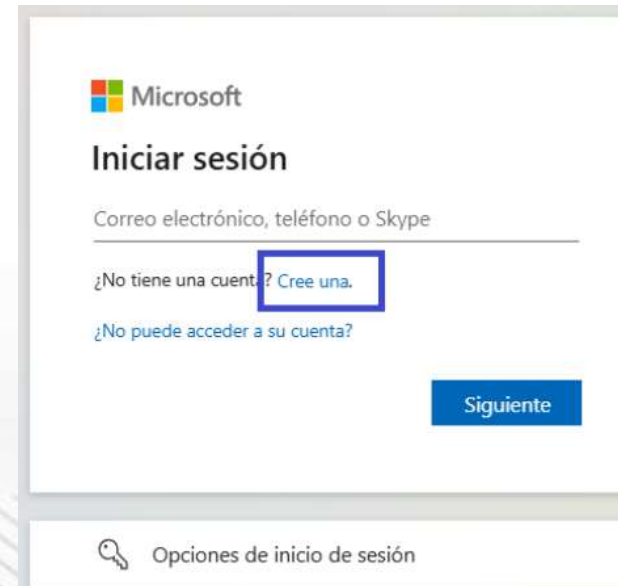 Microsoft
Iniciar sesión
Correo electrónico, teléfono o Skype
¿No tiene una cuenta? Cree una.
¿No puede acceder a su cuenta?
Siguiente
Opciones de inicio de sesión